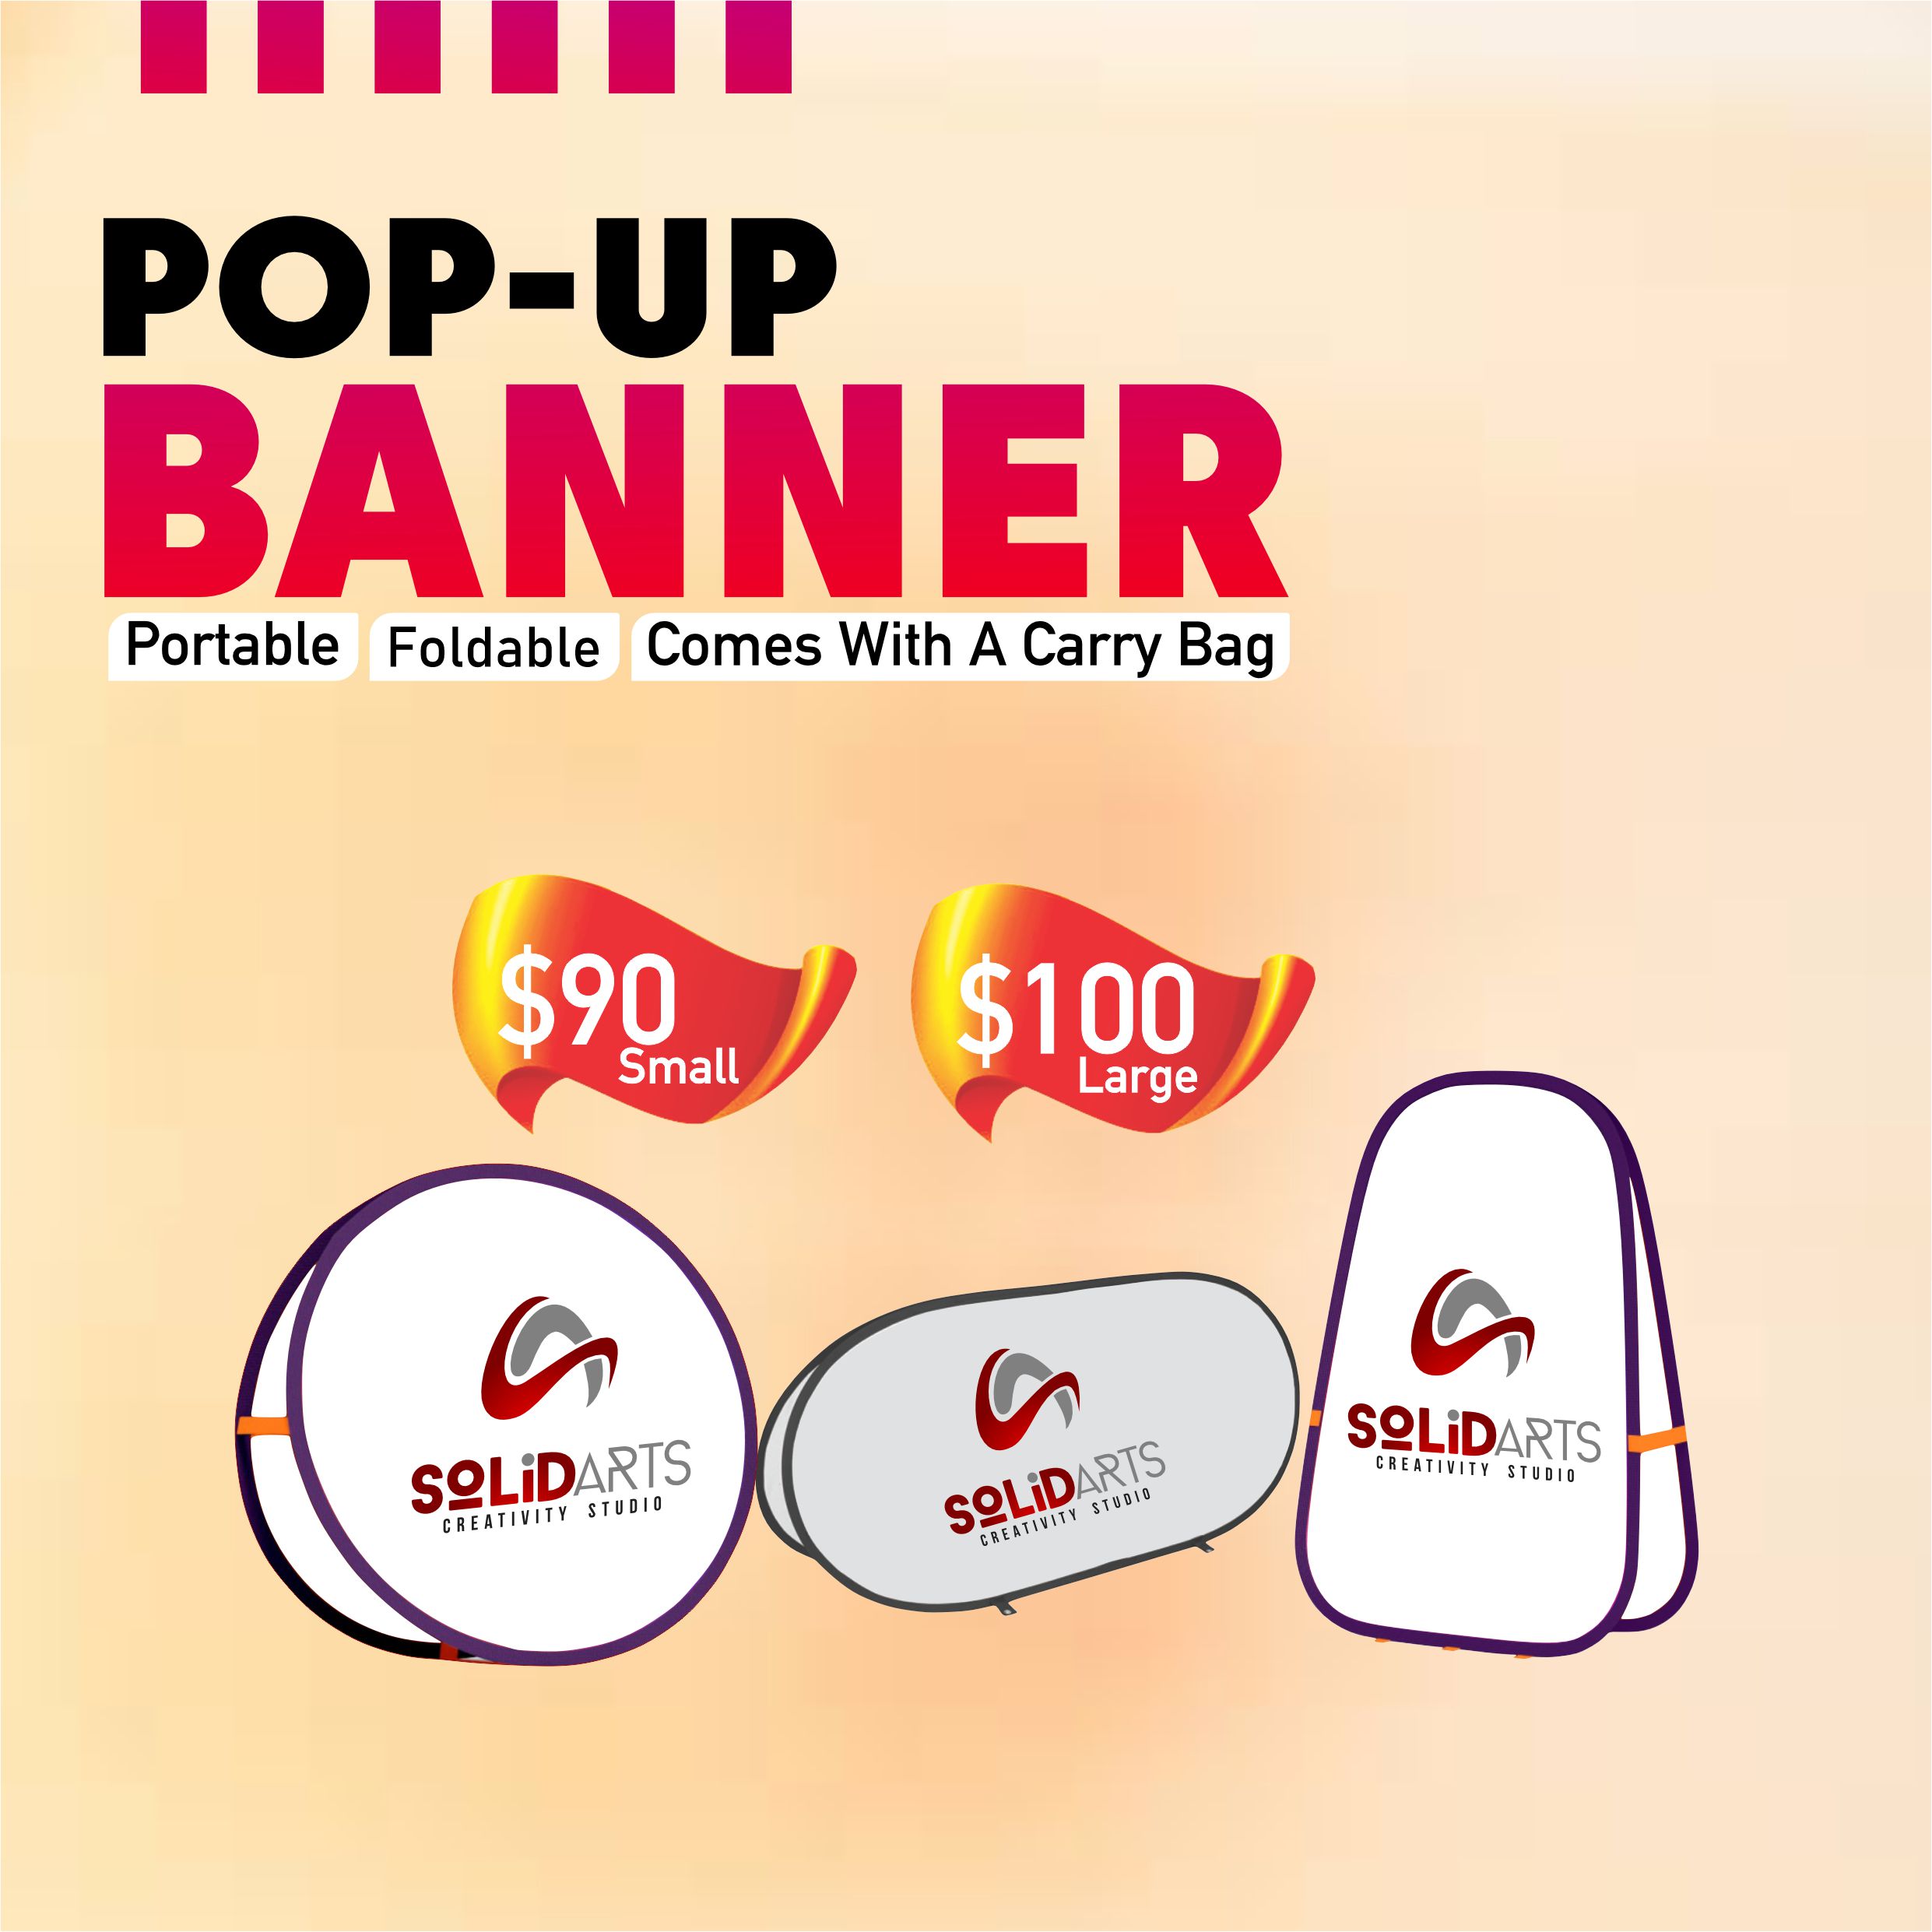 POP-UP
BANNER
Portable Foldable Comes With A Carry Bag
$90
Small
$100
Large
SOLiDARTS
CREATIVITY STUDIO
SOLiDARTS
CREATIVITY STUDIO
SOLiDARTS
CREATIVITY STUDIO